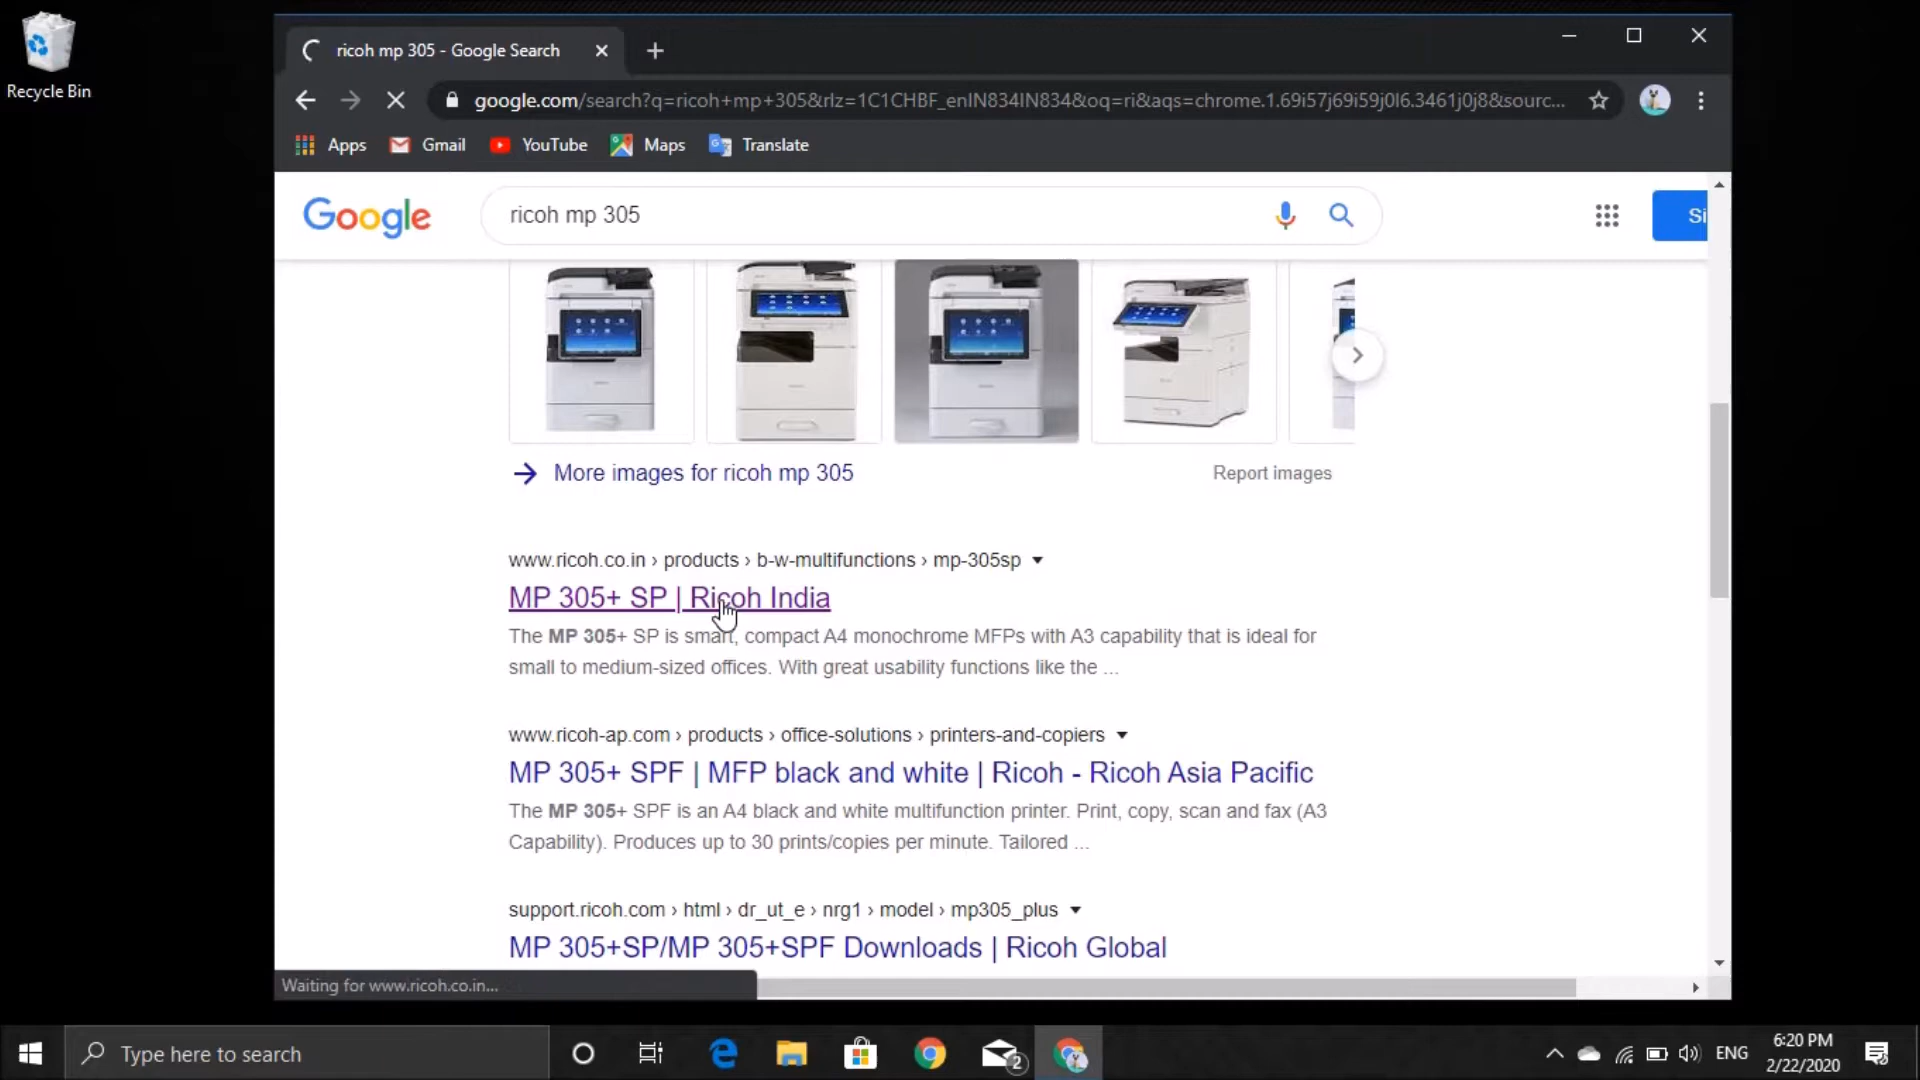 Recycle Bin
ricoh mp 305 - Google Search
google.com/search?q=ricoh+mp+305&rlz=1C1CHBF_enIN834IN834&oq=ri&aqs=chrome.1.69i57j69i59j0l6.3461j0j8&sourc...
Apps Gmail YouTube Maps Translate
Google ricoh mp 305 Si
More images for ricoh mp 305 Report images
www.ricoh.co.in › products › b-w-multifunctions › mp-305sp
MP 305+ SP | Ricoh India
The MP 305+ SP is smart, compact A4 monochrome MFPs with A3 capability that is ideal for
small to medium-sized offices. With great usability functions like the ...
www.ricoh-ap.com › products › office-solutions › printers-and-copiers
MP 305+ SPF | MFP black and white | Ricoh - Ricoh Asia Pacific
The MP 305+ SPF is an A4 black and white multifunction printer. Print, copy, scan and fax (A3
Capability). Produces up to 30 prints/copies per minute. Tailored ...
support.ricoh.com › html › dr_ut_e › nrg1 › model › mp305_plus
MP 305+SP/MP 305+SPF Downloads | Ricoh Global
Waiting for www.ricoh.co.in...
Type here to search
2
ENG
6:20 PM
2/22/2020